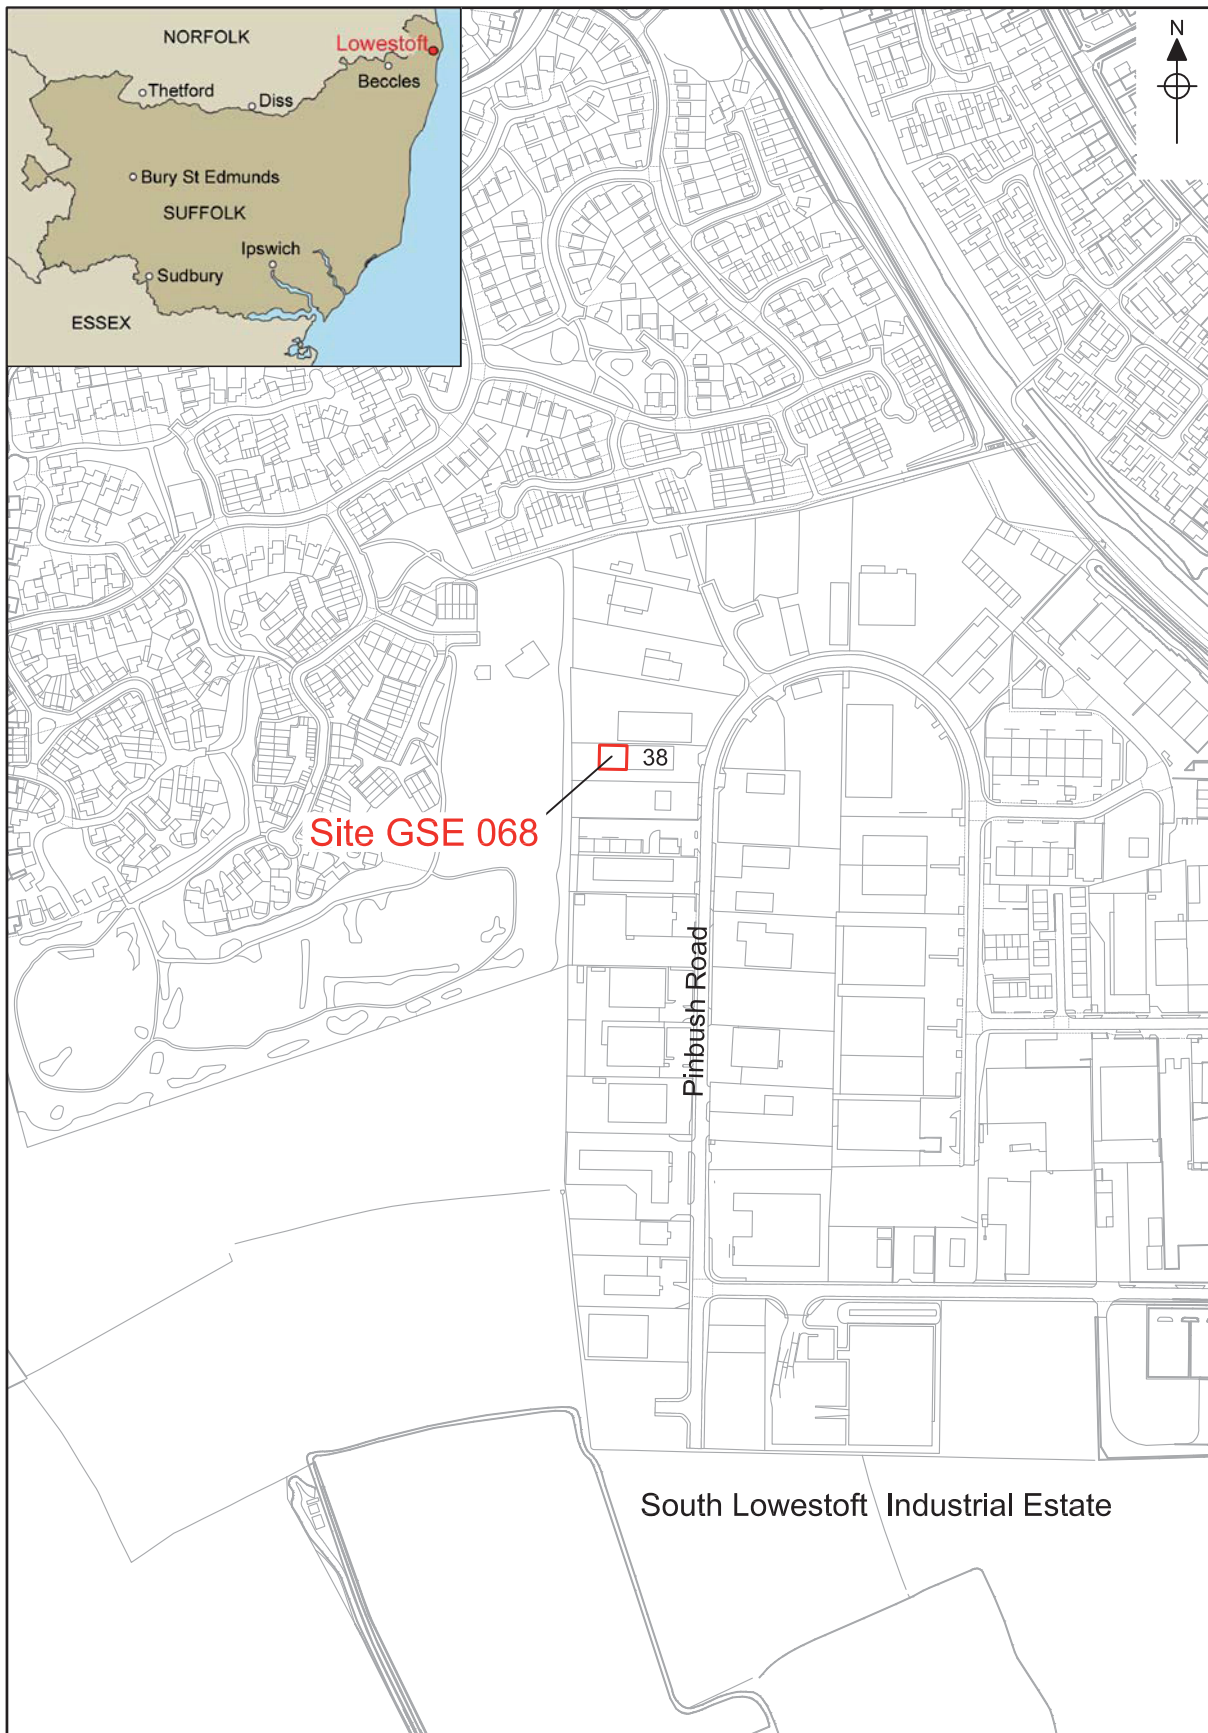 NORFOLK
Lowestoft
Beccles
Thetford
Diss
Bury St Edmunds
SUFFOLK
Ipswich
Sudbury
ESSEX
N
38
Site GSE 068
Pinbush Road
South Lowestoft Industrial Estate